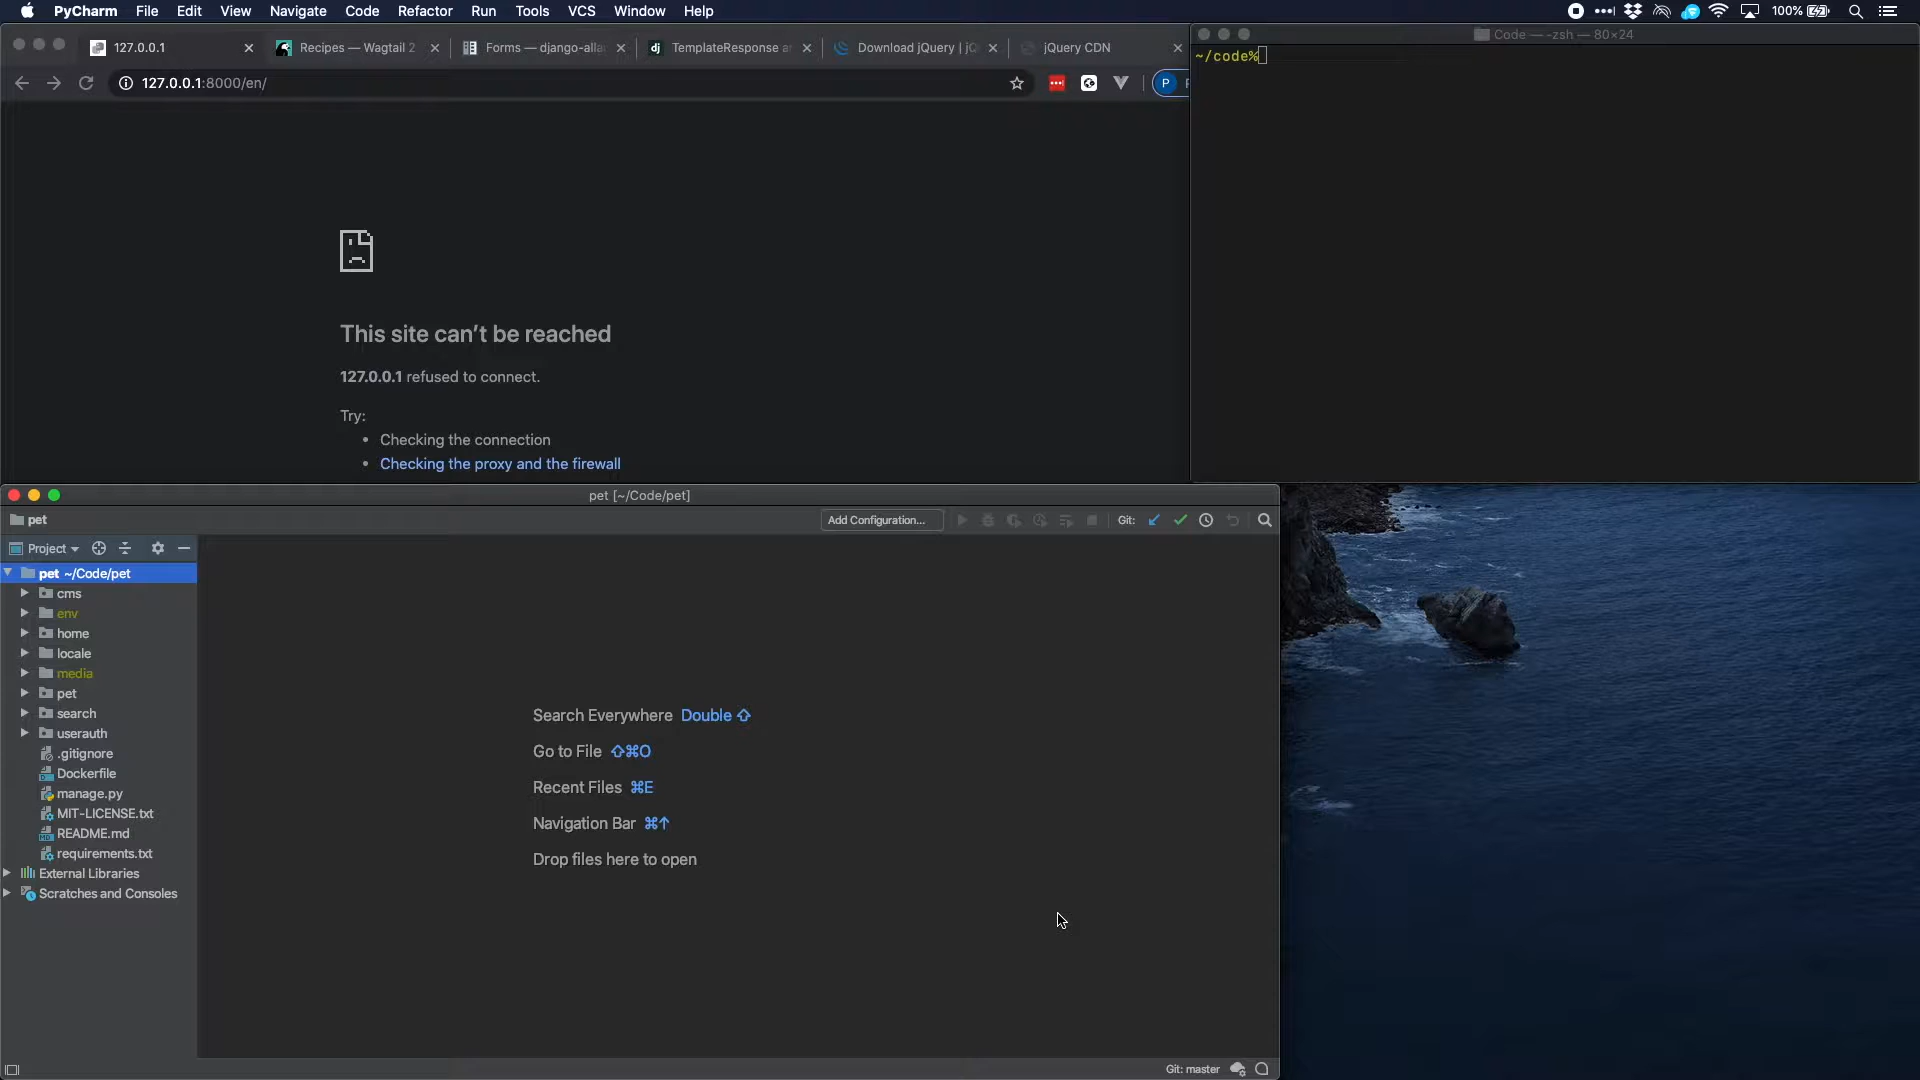 PyCharm File Edit View Navigate Code Refactor Run Tools VCS Window Help 100%
127.0.0.1 Recipes — Wagtail 2 Forms — django-alla TemplateResponse Download jQuery | jQ jQuery CDN
127.0.0.1:8000/en/ P
This site can't be reached
127.0.0.1 refused to connect.
Try:
• Checking the connection
• Checking the proxy and the firewall
Code — -zsh — 80×24
~/code%
pet [~/Code/pet]
pet Add Configuration... Git:
Project
pet ~/Code/pet
cms
env
home
locale
media
pet
search
userauth
.gitignore
Dockerfile
manage.py
MIT-LICENSE.txt
README.md
requirements.txt
External Libraries
Scratches and Consoles
Search Everywhere Double ⇧
Go to File ⇧⌘O
Recent Files ⌘E
Navigation Bar ⌘↑
Drop files here to open
Git: master